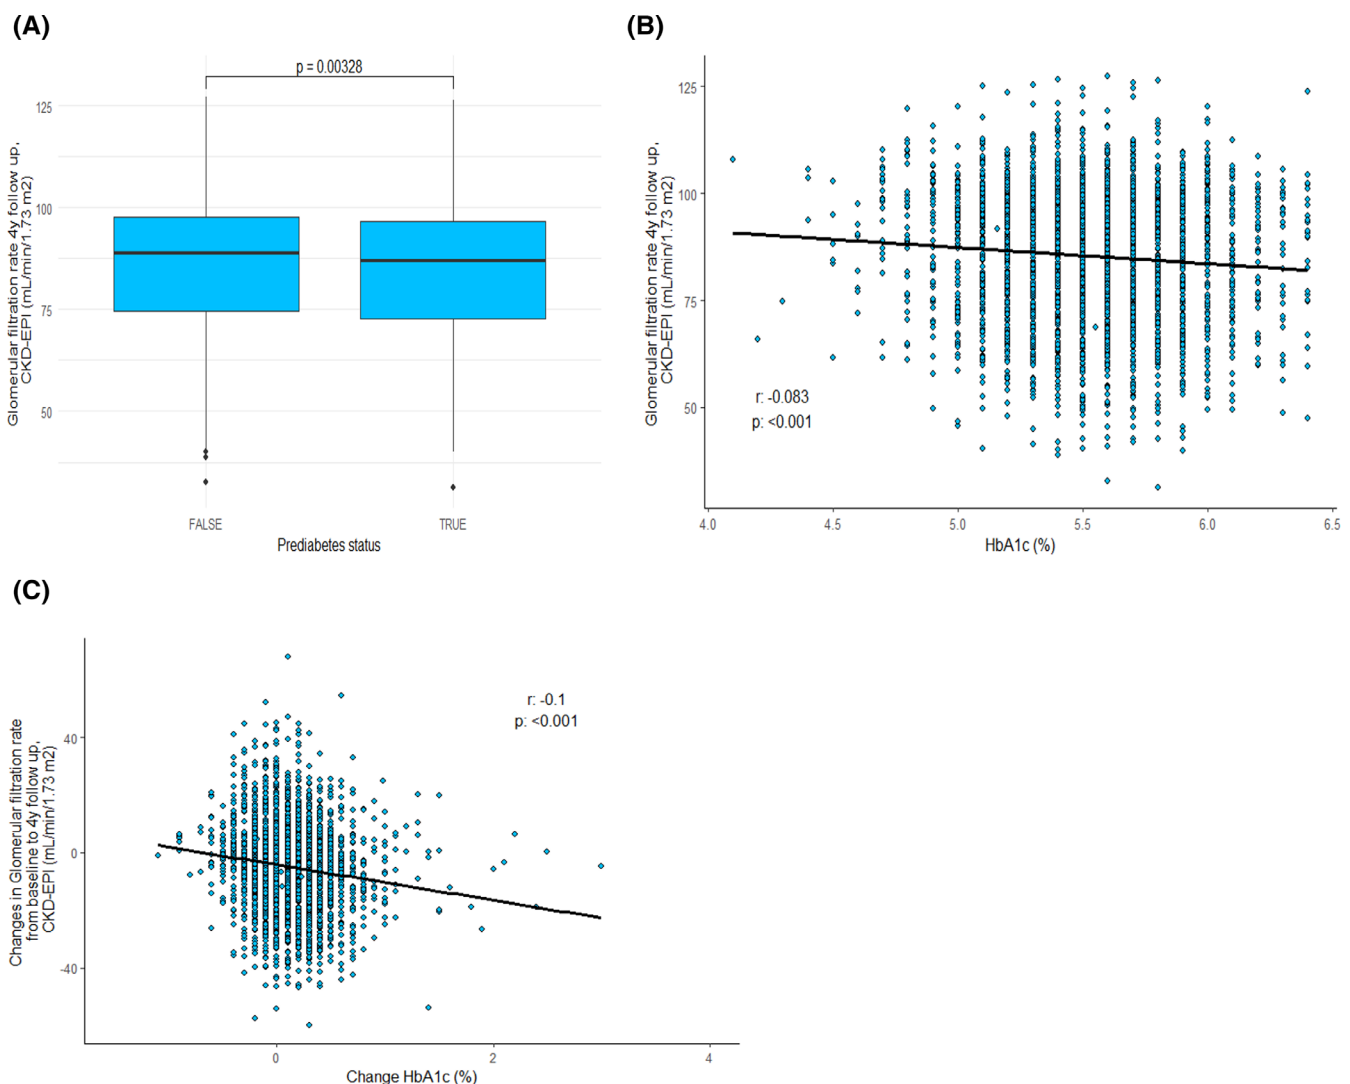 (A)
p = 0.00328
Glomerular filtration rate 4y follow up,
CKD-EPI (mL/min/1.73 m2)
125
100
75
50
FALSE
TRUE
Prediabetes status
(B)
Glomerular filtration rate 4y follow up,
CKD-EPI (mL/min/1.73 m2)
125
100
75
50
r: -0.083
p: <0.001
4.0
4.5
5.0
5.5
6.0
6.5
HbA1c (%)
(C)
Changes in Glomerular filtration rate
from baseline to 4y follow up,
CKD-EPI (mL/min/1.73 m2)
40
0
-40
r: -0.1
p: <0.001
0
2
4
Change HbA1c (%)